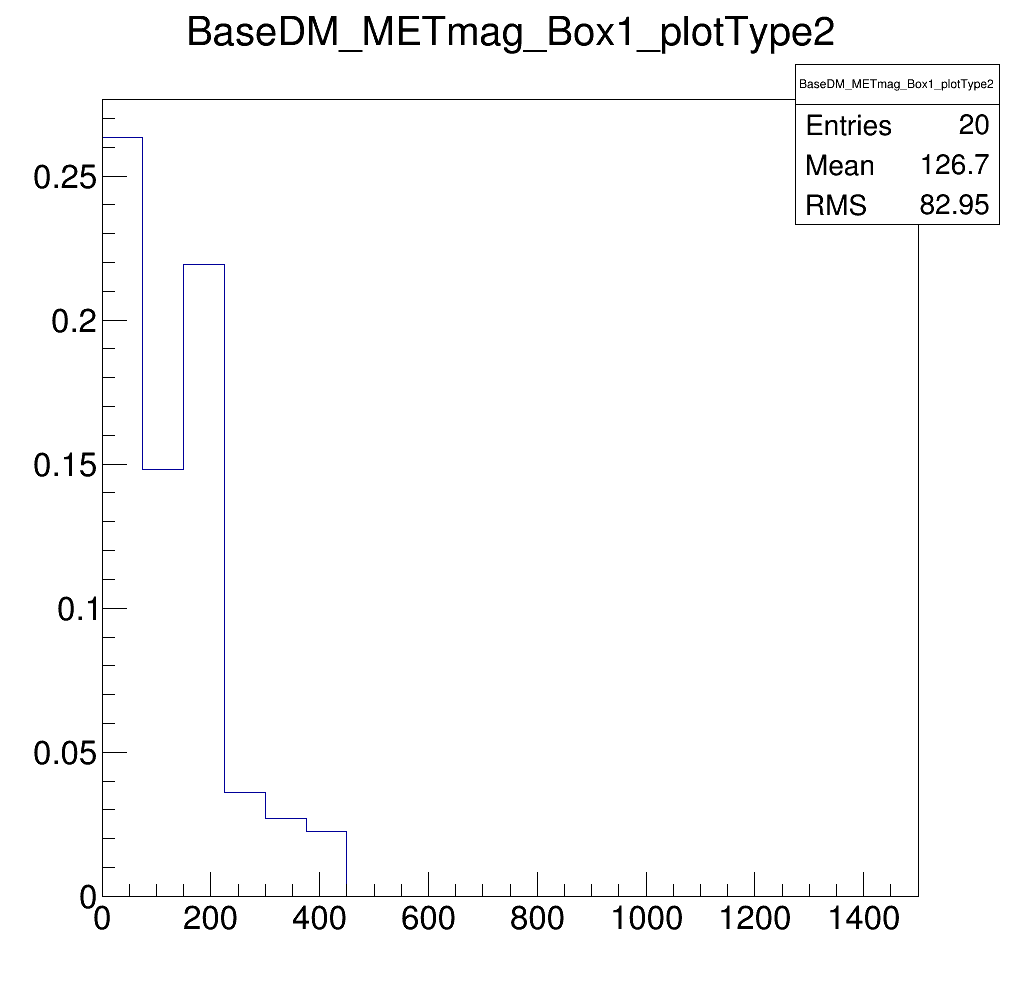 BaseDM_METmag_Box1_plotType2
BaseDM_METmag_Box1_plotType2
Entries 20
Mean 126.7
RMS 82.95
0.25
0.2
0.15
0.1
0.05
0
0 200 400 600 800 1000 1200 1400